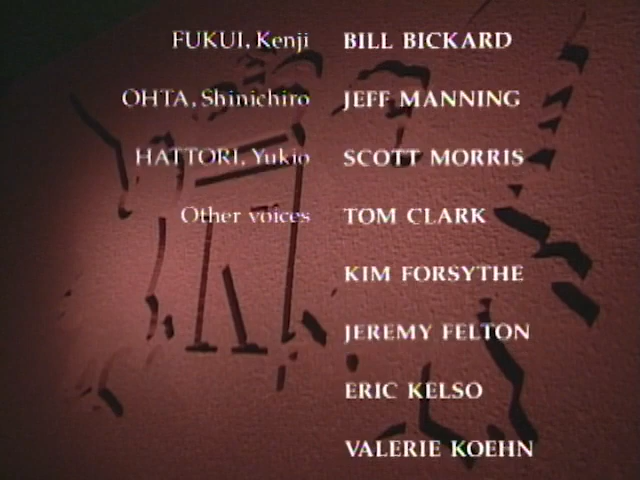 FUKUI, Kenji BILL BICKARD
OHTA, Shinichiro JEFF MANNING
HATTORI, Yukio SCOTT MORRIS
Other voices TOM CLARK
KIM FORSYTHE
JEREMY FELTON
ERIC KELSO
VALERIE KOEHN